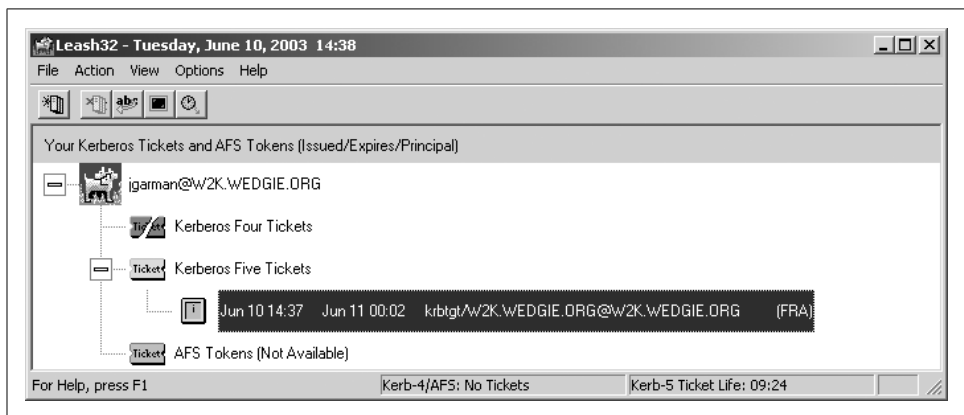 Leash32 - Tuesday, June 10, 2003 14:38
File Action View Options Help
abc
Your Kerberos Tickets and AFS Tokens (Issued/Expires/Principal)
jgarman@W2K.WEDGIE.ORG
Kerberos Four Tickets
Ticket Kerberos Five Tickets
Jun 10 14:37 Jun 11 00:02 krbtgt/W2K.WEDGIE.ORG@W2K.WEDGIE.ORG (FRA)
Ticket AFS Tokens (Not Available)
For Help, press F1 Kerb-4/AFS: No Tickets Kerb-5 Ticket Life: 09:24